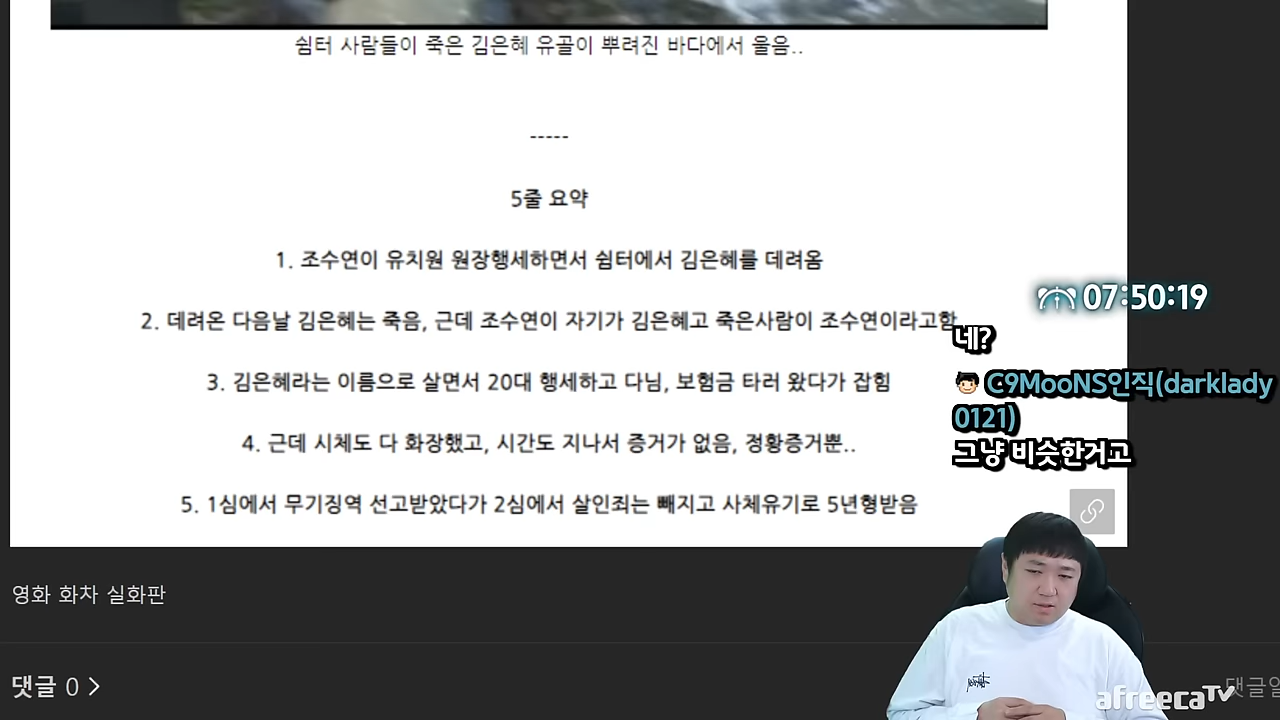 쉼터 사람들이 죽은 김은혜 유골이 뿌려진 바다에서 울음..
-----
5줄 요약
1. 조수연이 유치원 원장행세하면서 쉼터에서 김은혜를 데려옴
2. 데려온 다음날 김은혜는 죽음, 근데 조수연이 자기가 김은혜고 죽은사람이 조수연이라고함
3. 김은혜라는 이름으로 살면서 20대 행세하고 다님, 보험금 타러 왔다가 잡힘
4. 근데 시체도 다 화장했고, 시간도 지나서 증거가 없음, 정황증거뿐..
5. 1심에서 무기징역 선고받았다가 2심에서 살인죄는 빼지고 사체유기로 5년형받음
07:50:19
네?
C9MooNS인직(darklady
0121)
그냥 비슷한거고
영화 화차 실화판
댓글 0
afreecaTV
댓글